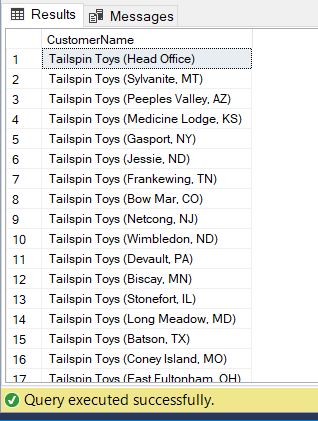 Results Messages
CustomerName
1 Tailspin Toys (Head Office)
2 Tailspin Toys (Sylvanite, MT)
3 Tailspin Toys (Peeples Valley, AZ)
4 Tailspin Toys (Medicine Lodge, KS)
5 Tailspin Toys (Gasport, NY)
6 Tailspin Toys (Jessie, ND)
7 Tailspin Toys (Frankewing, TN)
8 Tailspin Toys (Bow Mar, CO)
9 Tailspin Toys (Netcong, NJ)
10 Tailspin Toys (Wimbledon, ND)
11 Tailspin Toys (Devault, PA)
12 Tailspin Toys (Biscay, MN)
13 Tailspin Toys (Stonefort, IL)
14 Tailspin Toys (Long Meadow, MD)
15 Tailspin Toys (Batson, TX)
16 Tailspin Toys (Coney Island, MO)
17 Tailspin Toys (East Fultonham, OH)
Query executed successfully.